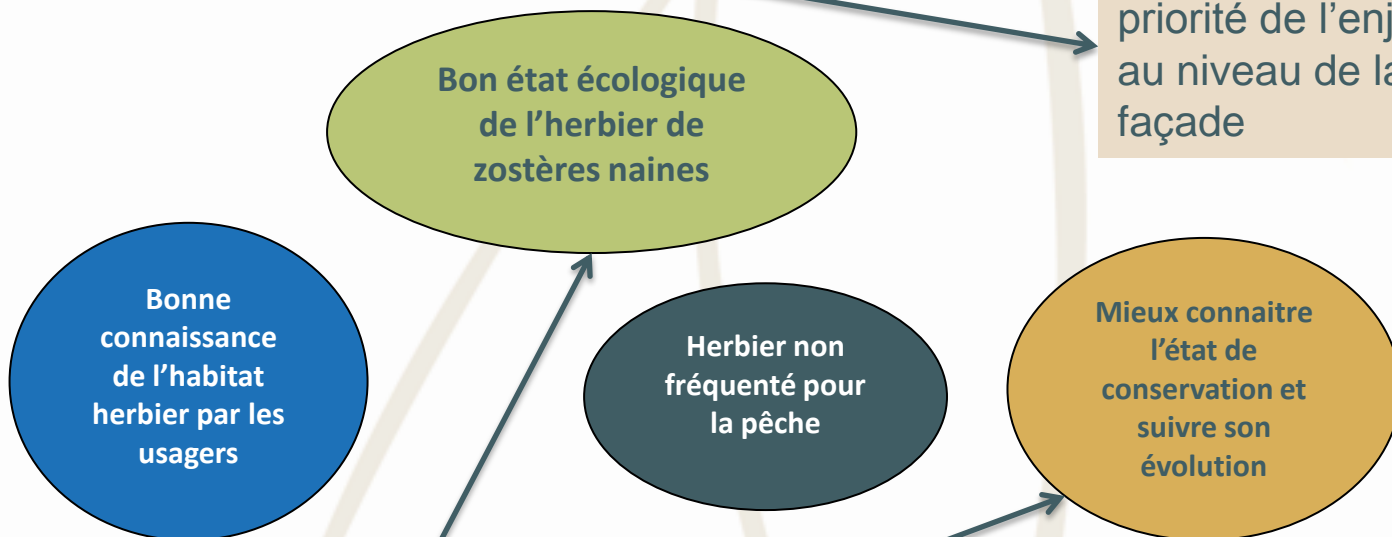 priorité de l'enj
au niveau de la
façade
Bon état écologique
de l'herbier de
zostères naines
Bonne
connaissance
de l'habitat
herbier par les
usagers
Herbier non
fréquenté pour
la pêche
Mieux connaitre
l'état de
conservation et
suivre son
évolution